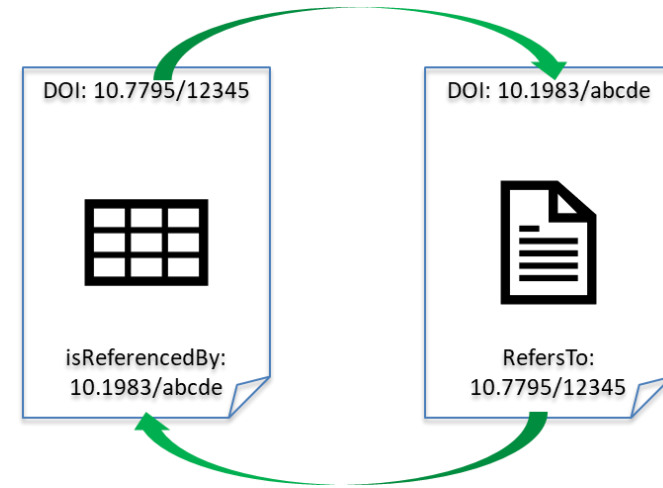 DOI: 10.7795/12345
isReferencedBy:
10.1983/abcde
DOI: 10.1983/abcde
RefersTo:
10.7795/12345